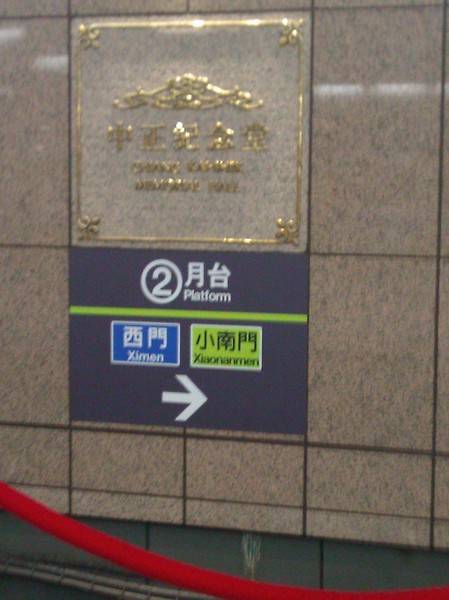 中正紀念堂
CHIANG KAI-SHEK
MEMORIAL HALL
2 月台
Platform
西門 小南門
Ximen Xiaonanmen